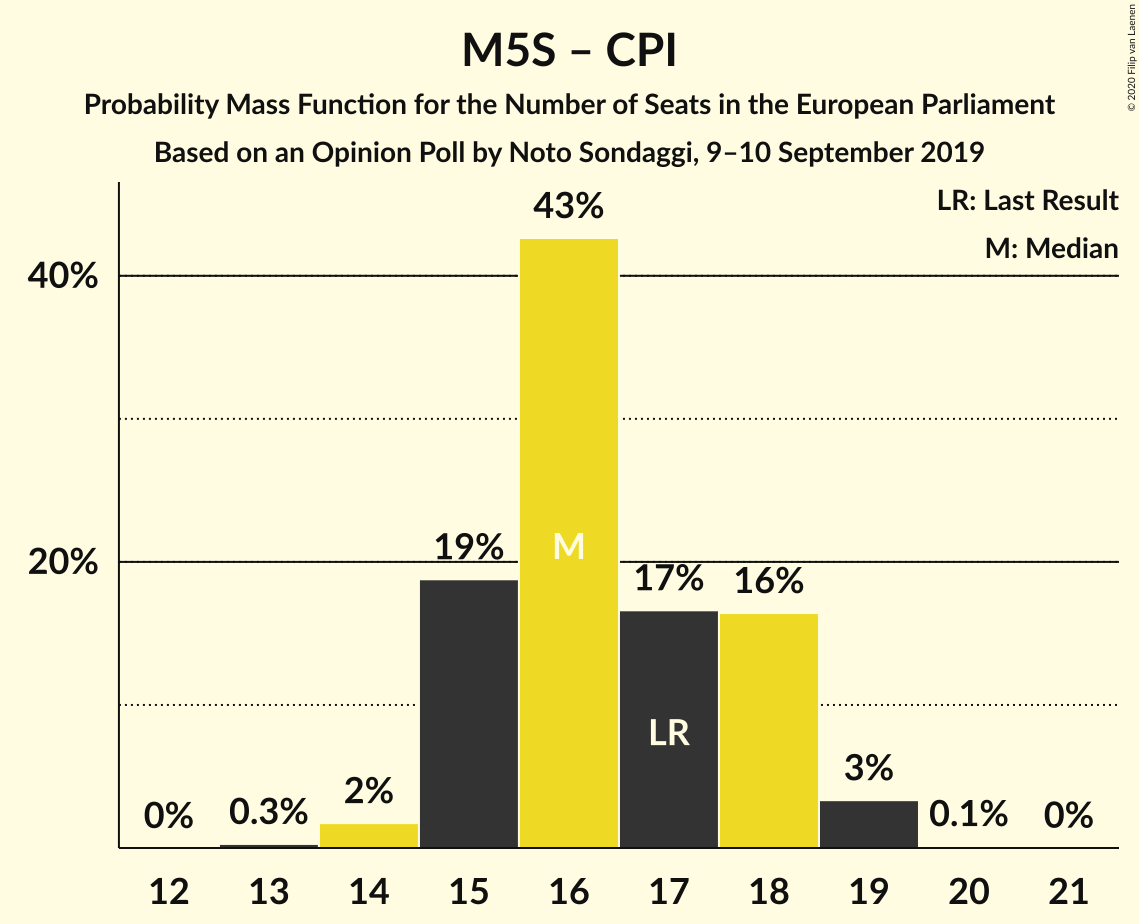 M5S – CPI
Probability Mass Function for the Number of Seats in the European Parliament
Based on an Opinion Poll by Noto Sondaggi, 9–10 September 2019
© 2020 Filip van Laenen
LR: Last Result
M: Median
43%
40%
19%
M
20%
17%
16%
LR
3%
2%
0%
0.3%
0.1%
0%
12 13 14 15 16 17 18 19 20 21